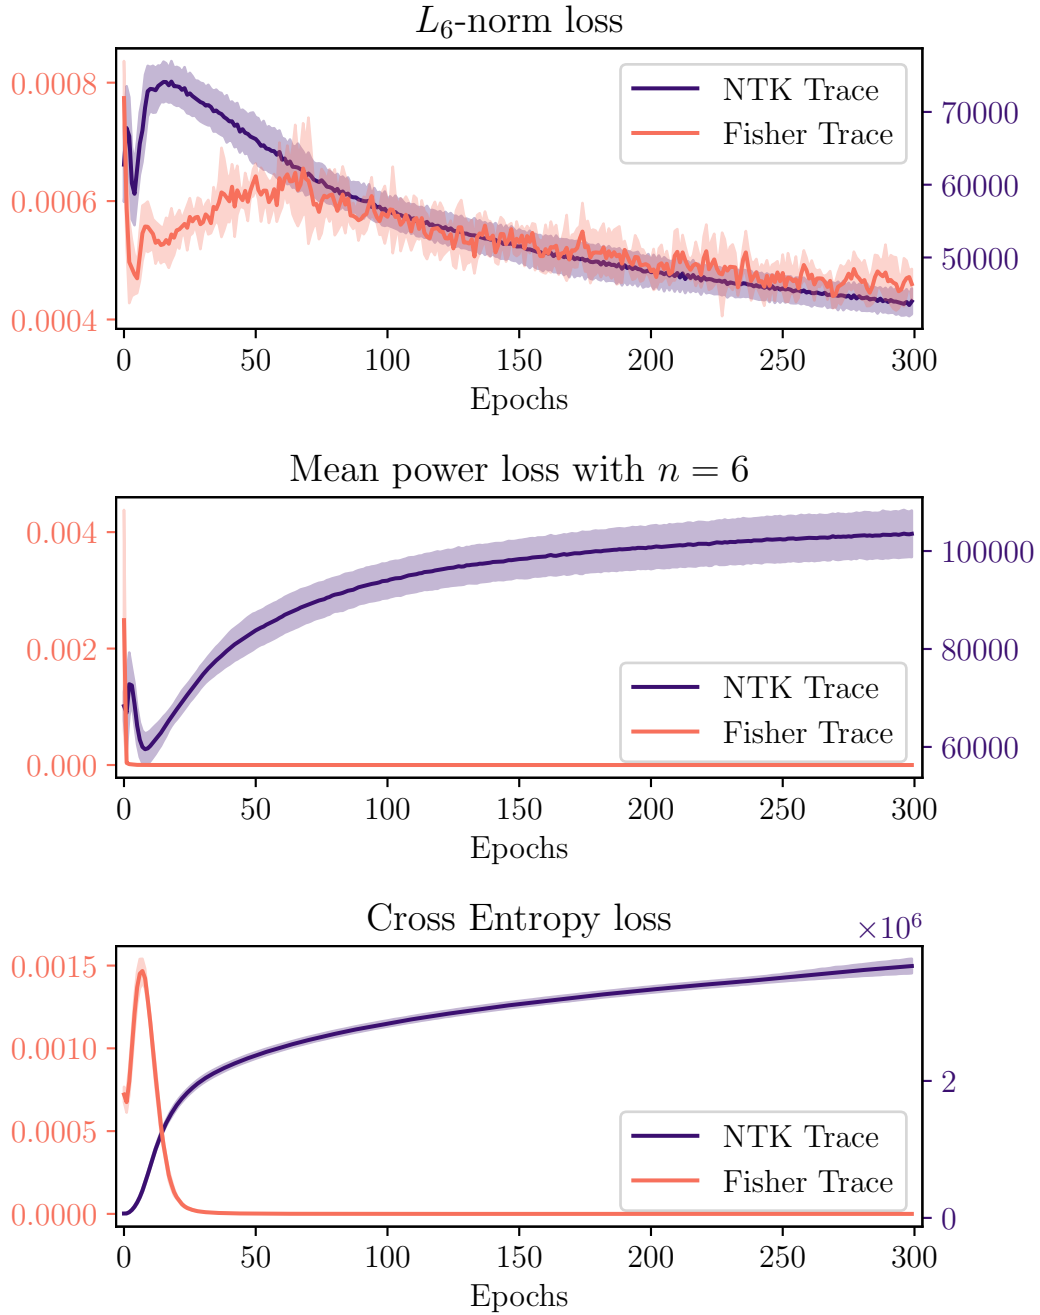 L₆-norm loss
0.0008
0.0006
0.0004
70000
60000
50000
NTK Trace
Fisher Trace
0 50 100 150 200 250 300
Epochs
Mean power loss with n = 6
0.004
0.002
0.000
100000
80000
60000
NTK Trace
Fisher Trace
0 50 100 150 200 250 300
Epochs
Cross Entropy loss
×10⁶
0.0015
0.0010
0.0005
0.0000
2
0
NTK Trace
Fisher Trace
0 50 100 150 200 250 300
Epochs